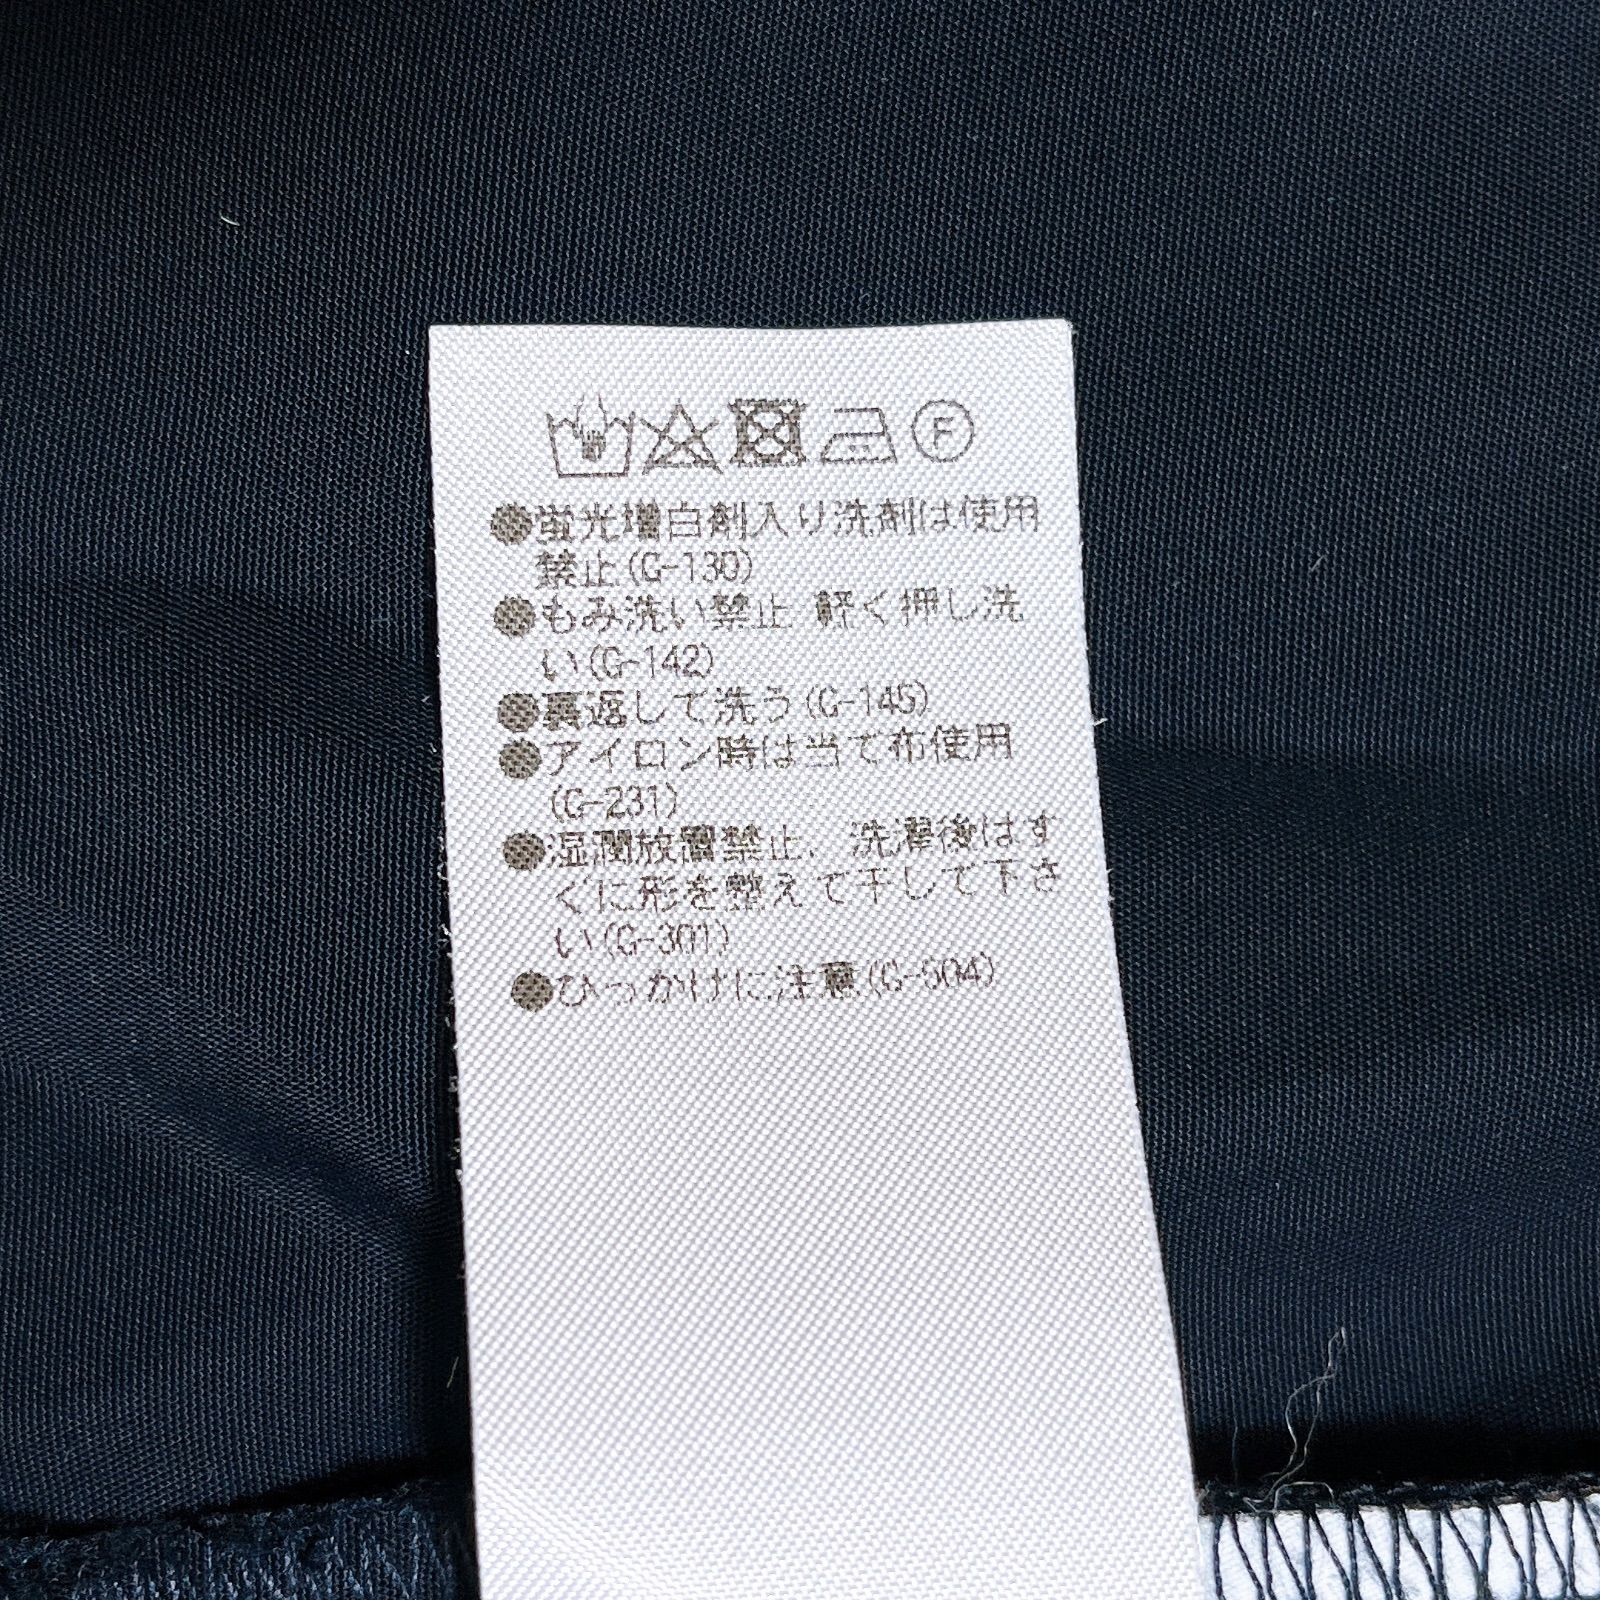 F
●蛍光増白剤入り洗剤は使用
禁止(G-130)
●もみ洗い禁止 軽く押し洗
い(G-142)
●裏返して洗う(G-145)
●アイロン時は当て布使用
(G-231)
●湿潤放置禁止、洗濯後はす
ぐに形を整えて干して下さ
い(G-301)
●ひっかけに注意(G-504)